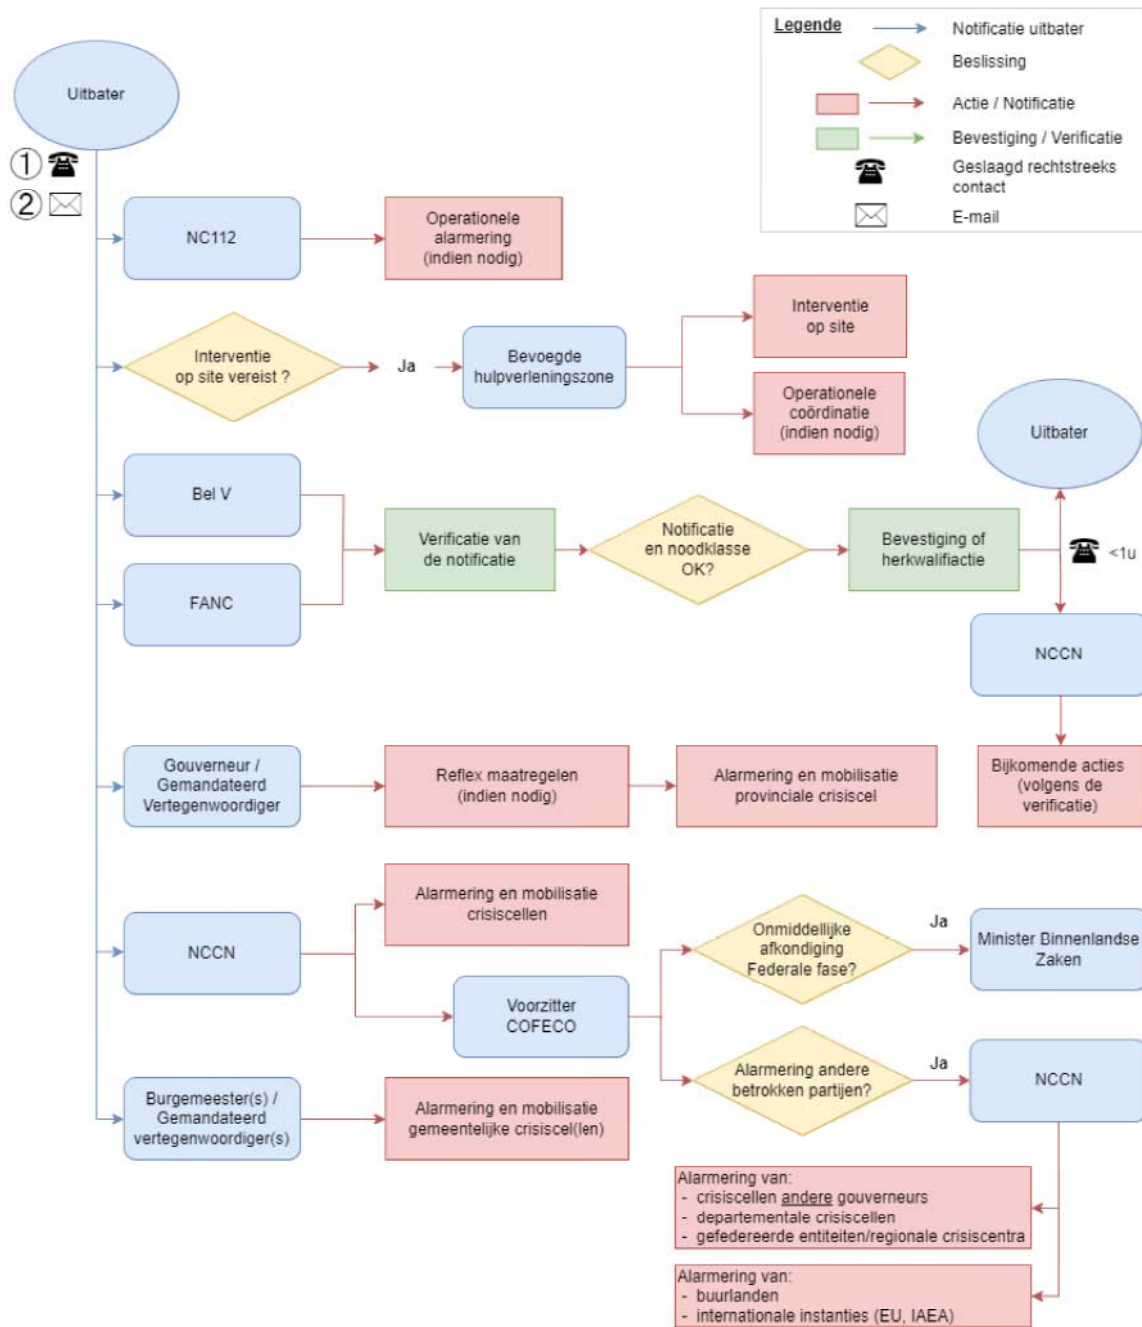 Legende
Notificatie uitbater
Beslissing
Actie / Notificatie
Bevestiging / Verificatie
Geslaagd rechtstreeks
contact
E-mail
Uitbater
1
2
NC112
Operationele
alarmering
(indien nodig)
Interventie
op site vereist ?
Ja
Bevoegde
hulpverleningszone
Interventie
op site
Operationele
coördinatie
(indien nodig)
Uitbater
Bel V
FANC
Verificatie van
de notificatie
Notificatie
en noodklasse
OK?
Bevestiging of
herkwalifiactie
<1u
NCCN
Bijkomende acties
(volgens de
verificatie)
Gouverneur /
Gemandateerd
Vertegenwoordiger
Reflex maatregelen
(indien nodig)
Alarmering en mobilisatie
provinciale crisiscel
NCCN
Alarmering en mobilisatie
crisiscellen
Voorzitter
COFECO
Onmiddellijke
afkondiging
Federale fase?
Ja
Minister Binnenlandse
Zaken
Alarmering andere
betrokken partijen?
Ja
NCCN
Burgemeester(s) /
Gemandateerd
vertegenwoordiger(s)
Alarmering en mobilisatie
gemeentelijke crisiscel(len)
Alarmering van:
- crisiscellen andere gouverneurs
- departementale crisiscellen
- gefedereerde entiteiten/regionale crisiscentra
Alarmering van:
- buurlanden
- internationale instanties (EU, IAEA)